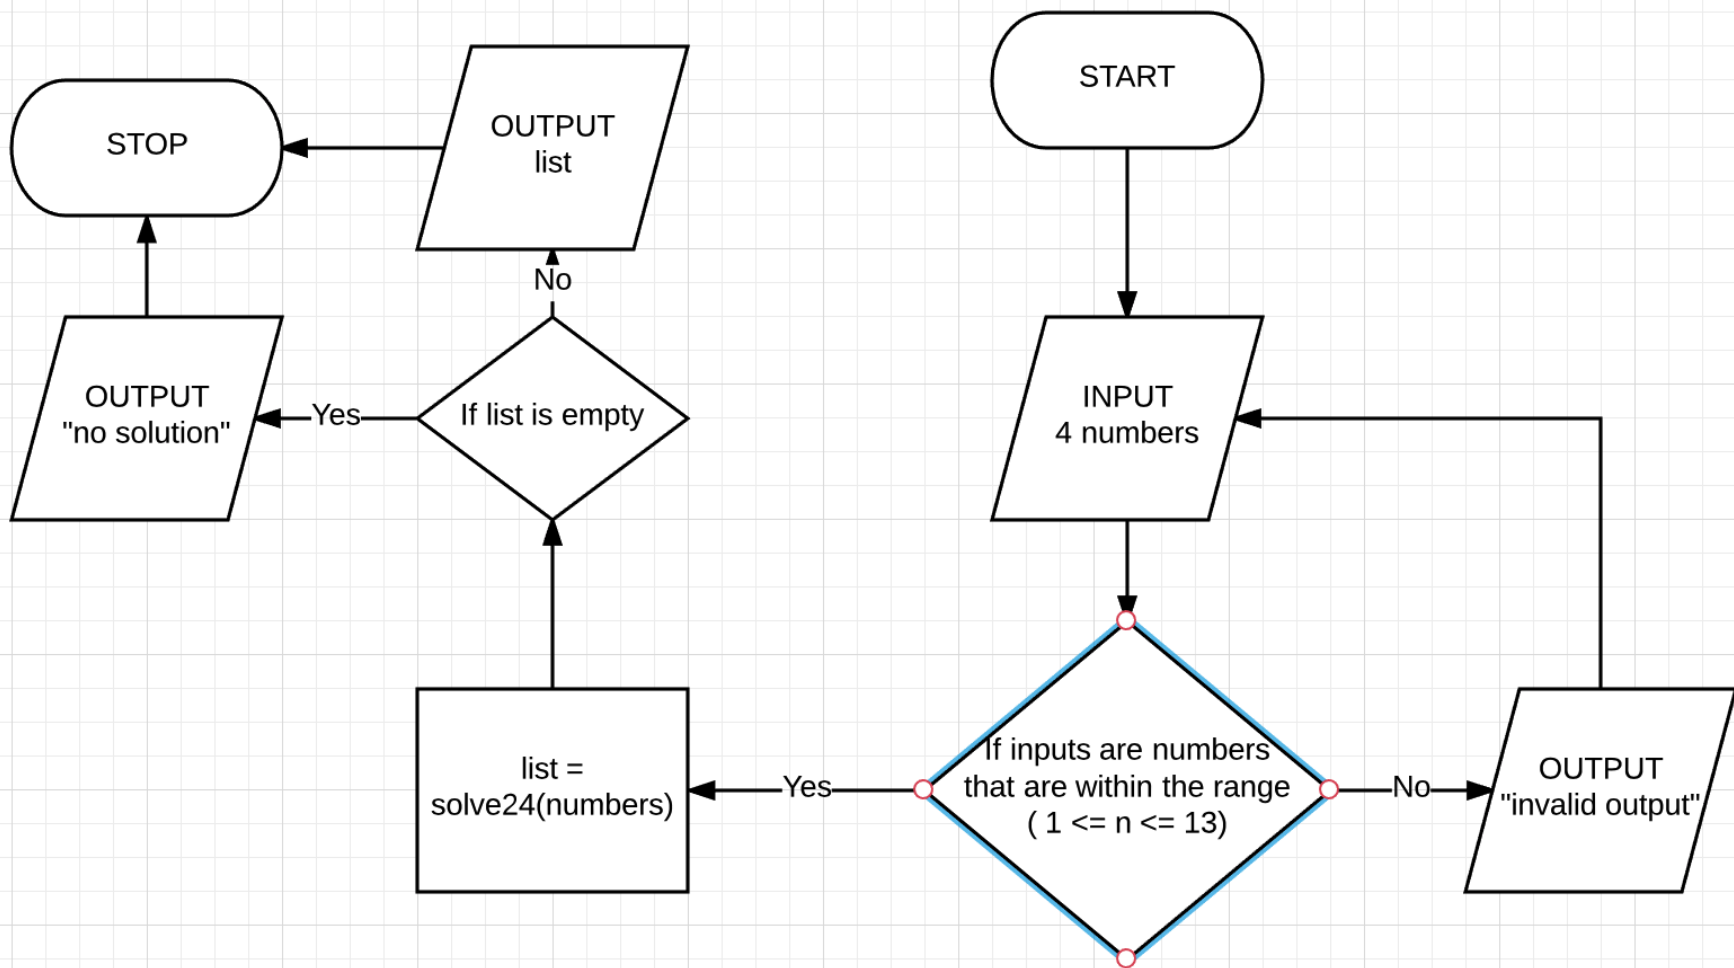 START
INPUT
4 numbers
If inputs are numbers
that are within the range
( 1 <= n <= 13)
No
OUTPUT
"invalid output"
Yes
list =
solve24(numbers)
If list is empty
Yes
OUTPUT
"no solution"
No
OUTPUT
list
STOP